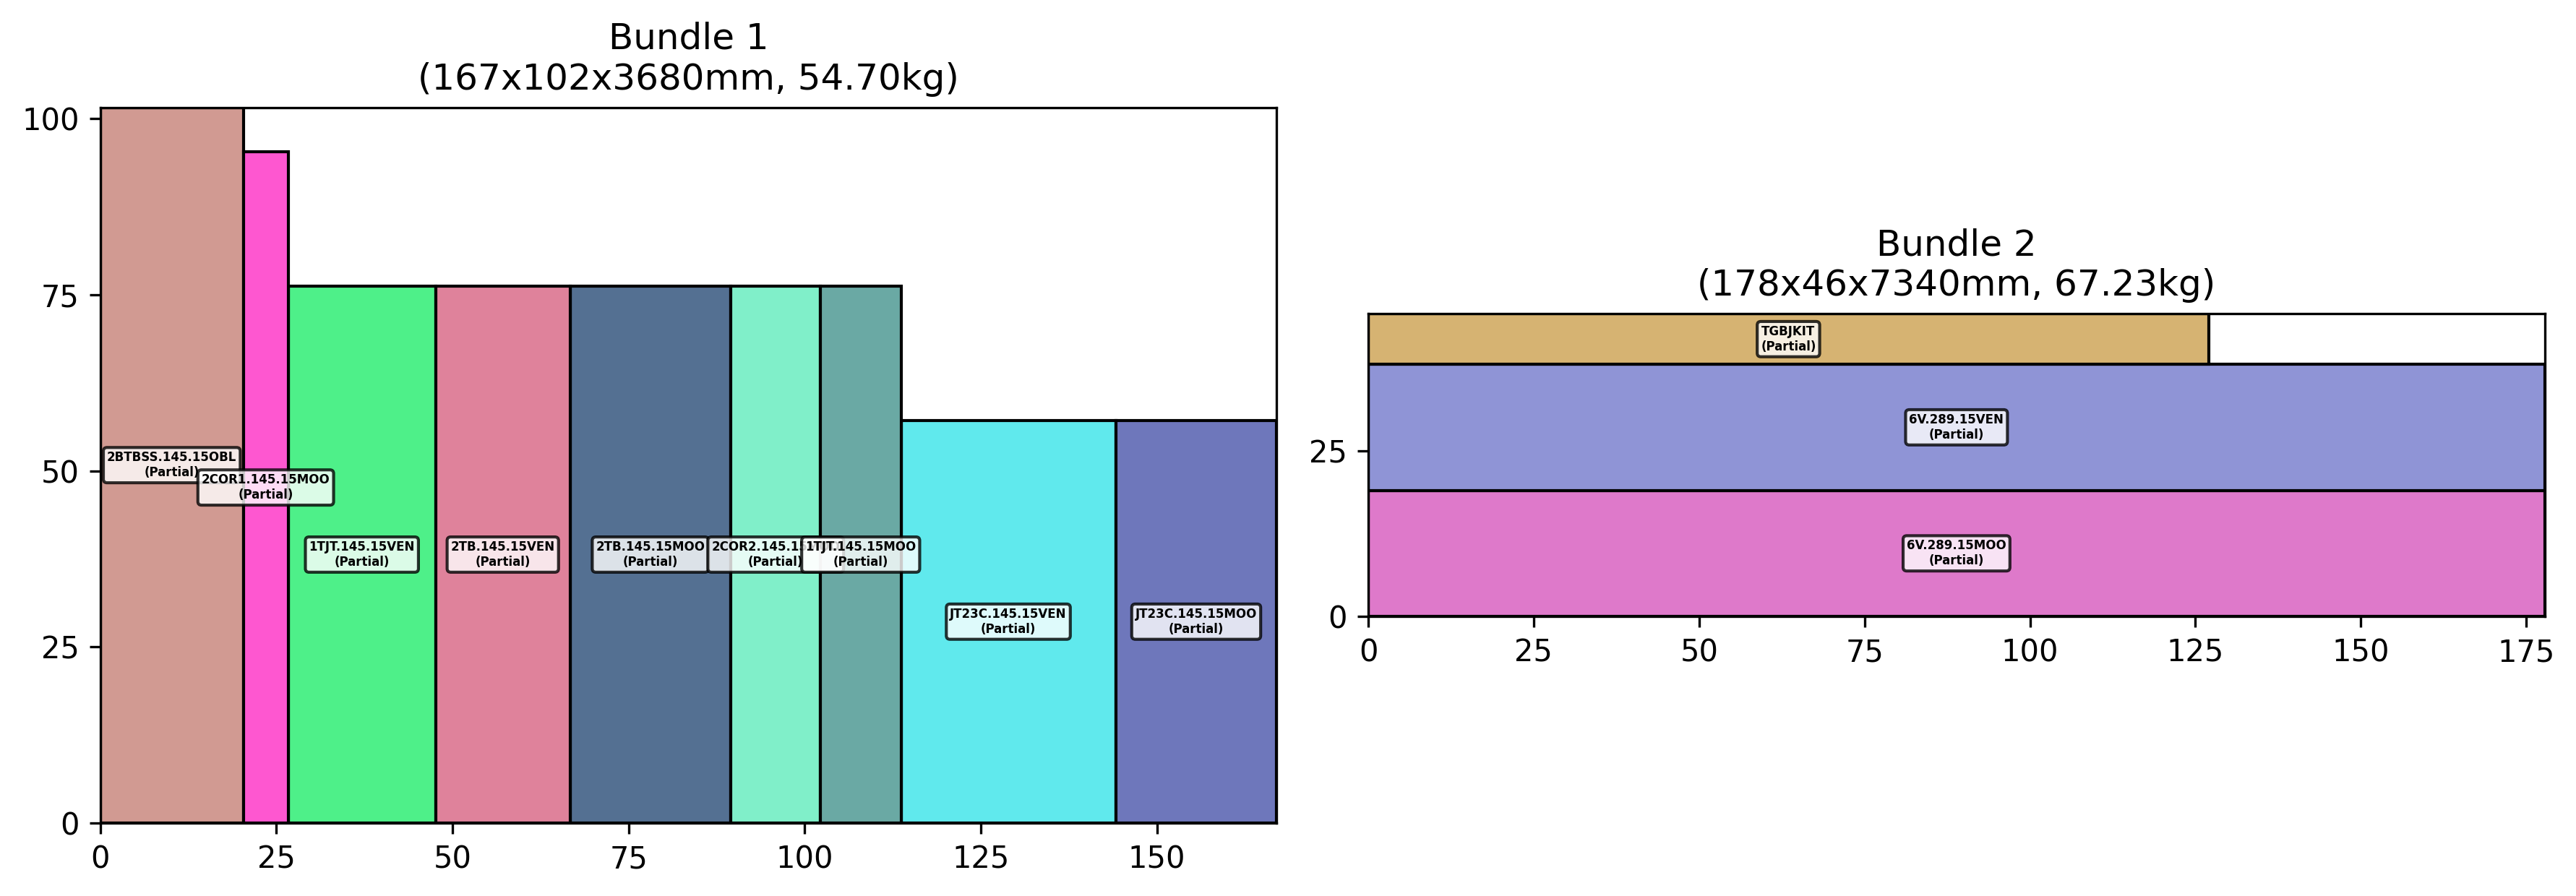 Bundle 1
(167x102x3680mm, 54.70kg)
100
75
50
25
0
2BTBSS.145.15OBL
(Partial)
2COR1.145.15MOO
(Partial)
1TJT.145.15VEN
(Partial)
2TB.145.15VEN
(Partial)
2TB.145.15MOO
(Partial)
2COR2.145.1
(Partial)
1TJT.145.15MOO
(Partial)
JT23C.145.15VEN
(Partial)
JT23C.145.15MOO
(Partial)
0
25
50
75
100
125
150
Bundle 2
(178x46x7340mm, 67.23kg)
25
0
TGBJKIT
(Partial)
6V.289.15VEN
(Partial)
6V.289.15MOO
(Partial)
0
25
50
75
100
125
150
175